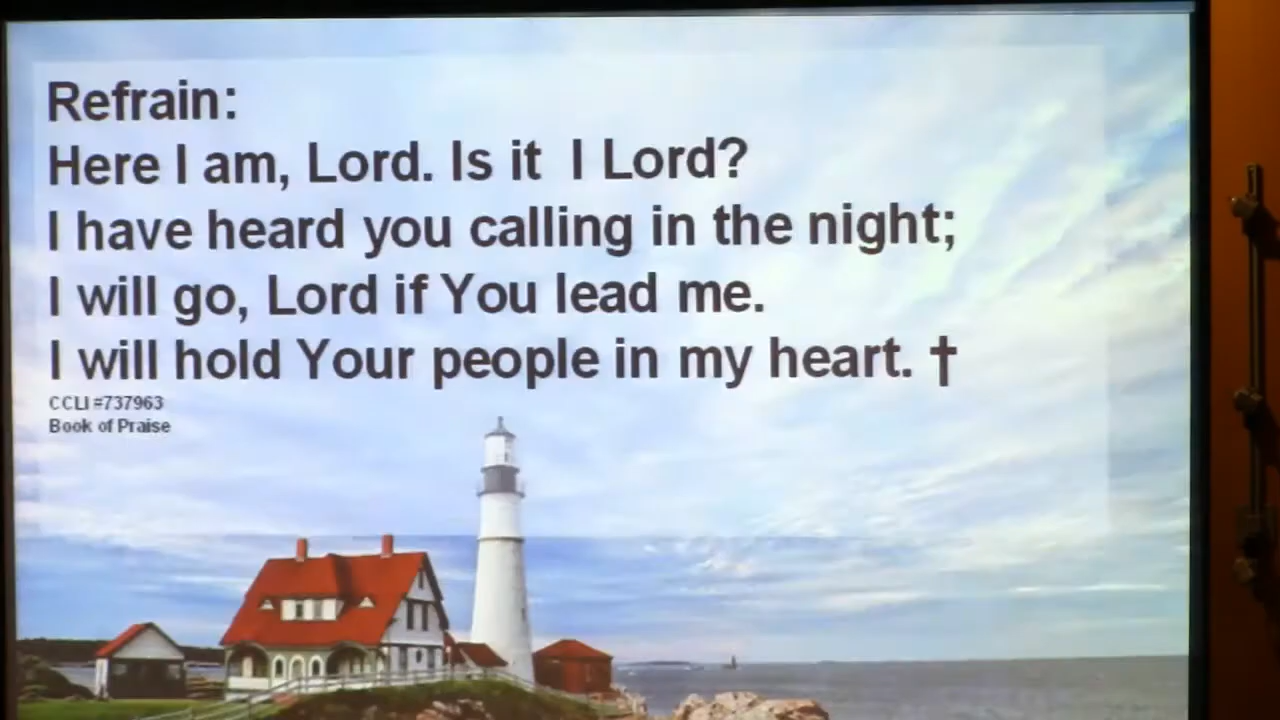 Refrain:
Here I am, Lord. Is it I Lord?
I have heard you calling in the night;
I will go, Lord if You lead me.
I will hold Your people in my heart. †
CCLI #737963
Book of Praise